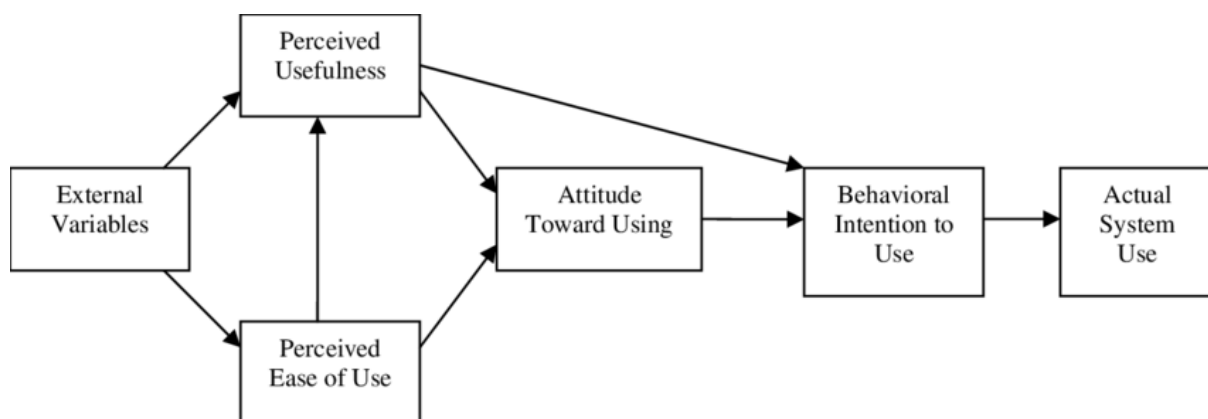 Perceived
Usefulness
External
Variables
Attitude
Toward Using
Behavioral
Intention to
Use
Actual
System
Use
Perceived
Ease of Use